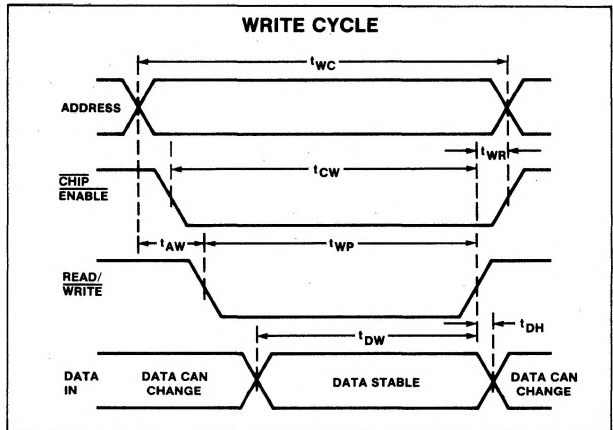 WRITE CYCLE
tWC
ADDRESS
tWR
tCW
CHIP
ENABLE
tAW
tWP
READ/
WRITE
tDH
tDW
DATA
IN
DATA CAN
CHANGE
DATA STABLE
DATA CAN
CHANGE